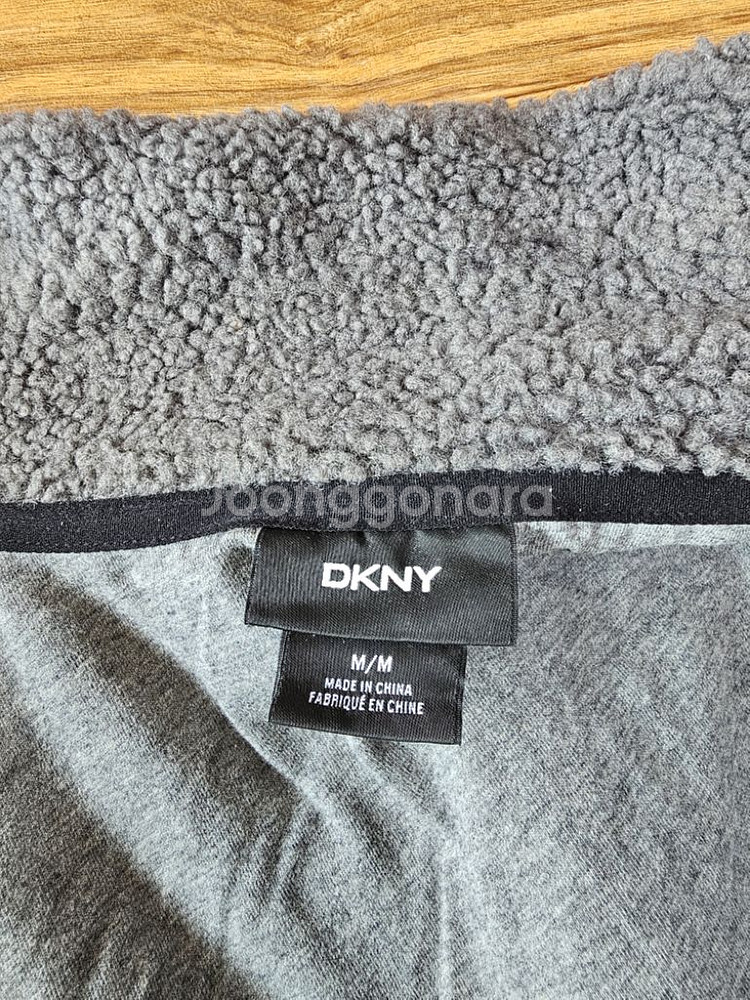 Joonggonara
DKNY
M/M
MADE IN CHINA
FABRIQUÉ EN CHINE